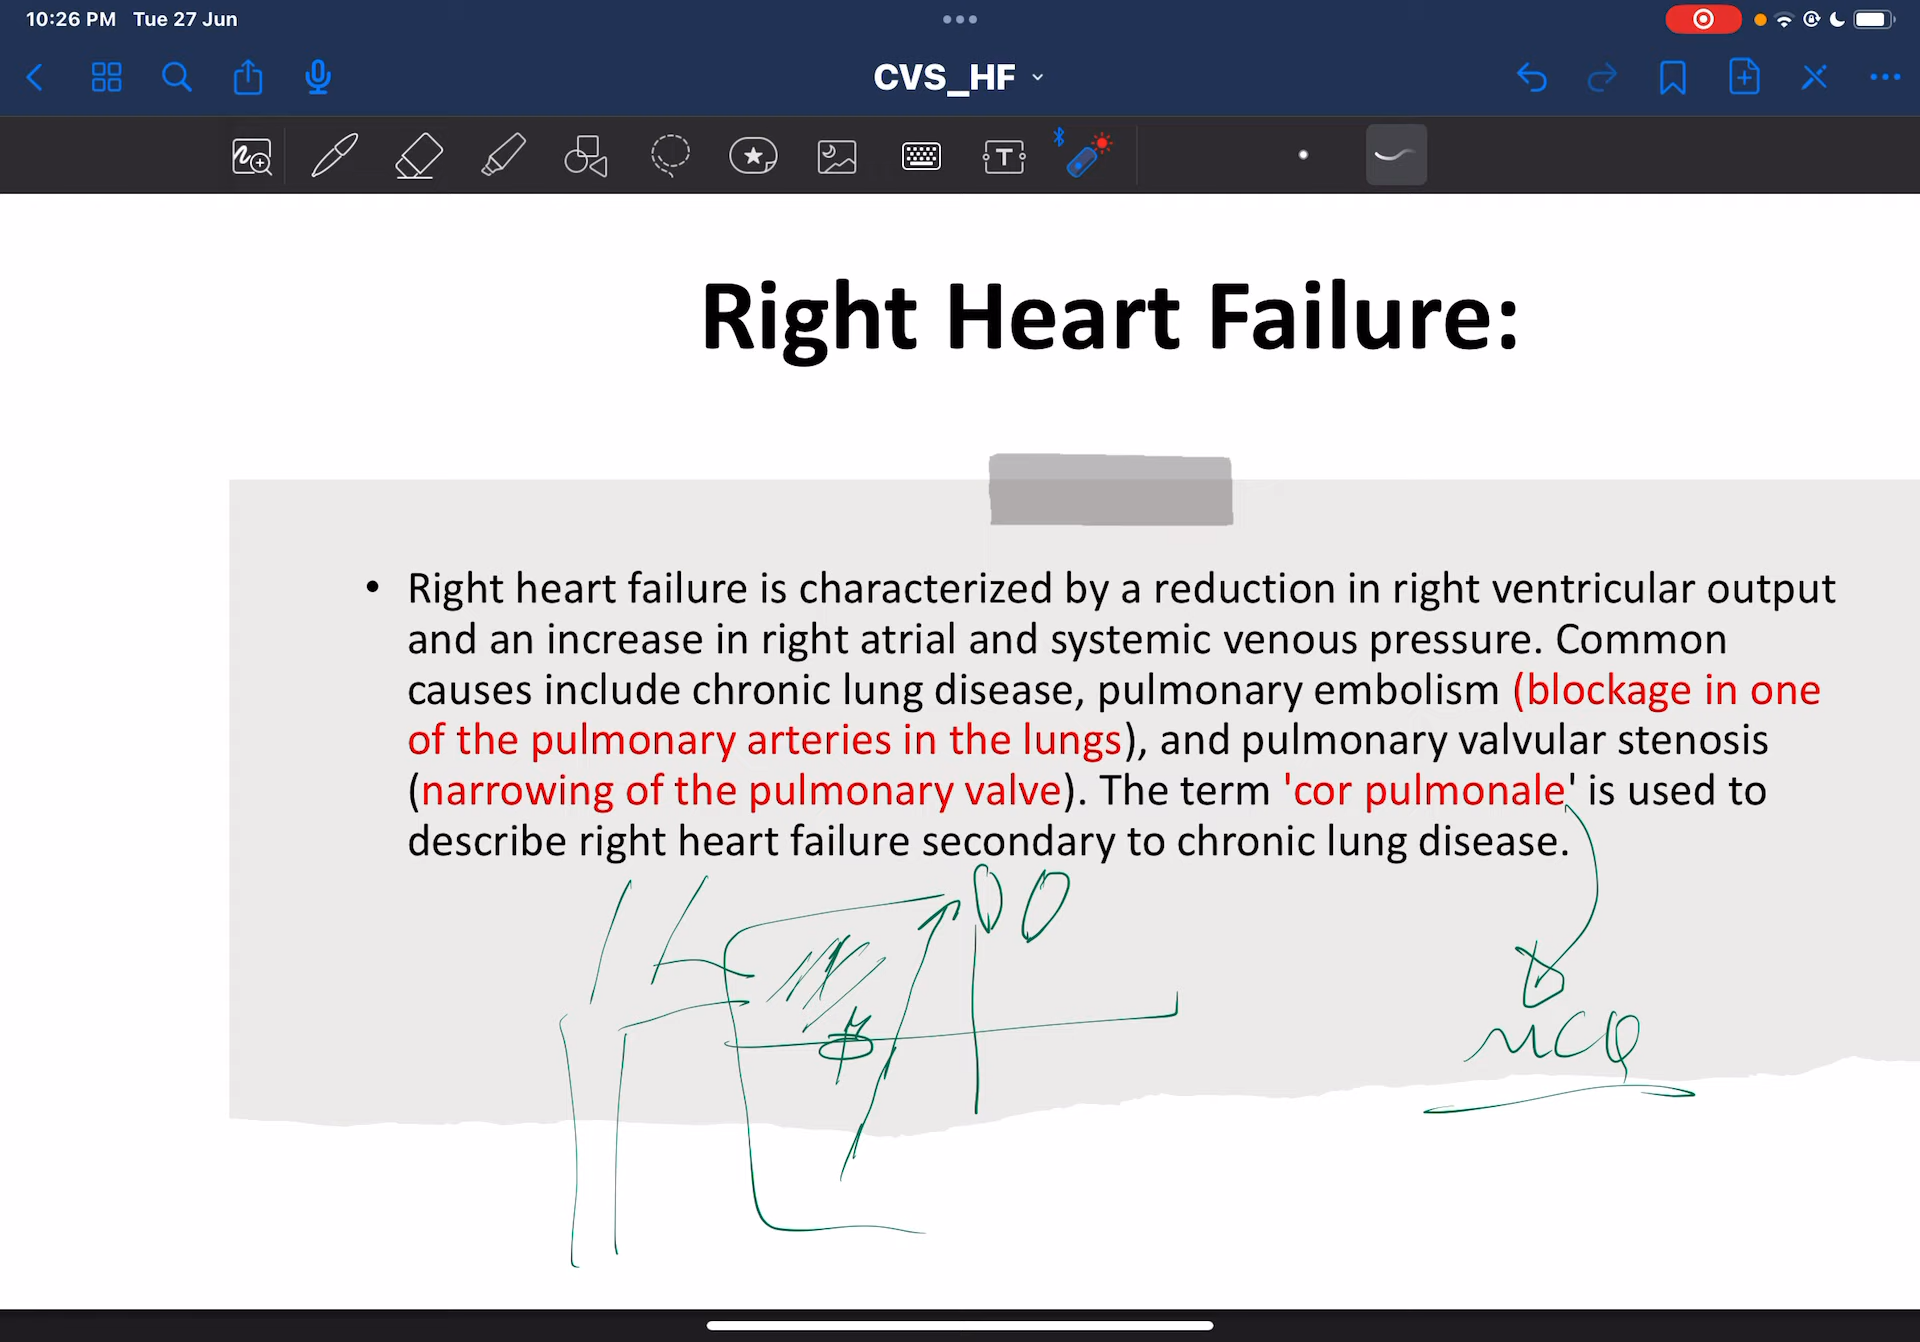 10:26 PM Tue 27 Jun
CVS_HF
T
Right Heart Failure:
• Right heart failure is characterized by a reduction in right ventricular output
and an increase in right atrial and systemic venous pressure. Common
causes include chronic lung disease, pulmonary embolism (blockage in one
of the pulmonary arteries in the lungs), and pulmonary valvular stenosis
(narrowing of the pulmonary valve). The term 'cor pulmonale' is used to
describe right heart failure secondary to chronic lung disease.
MCQ